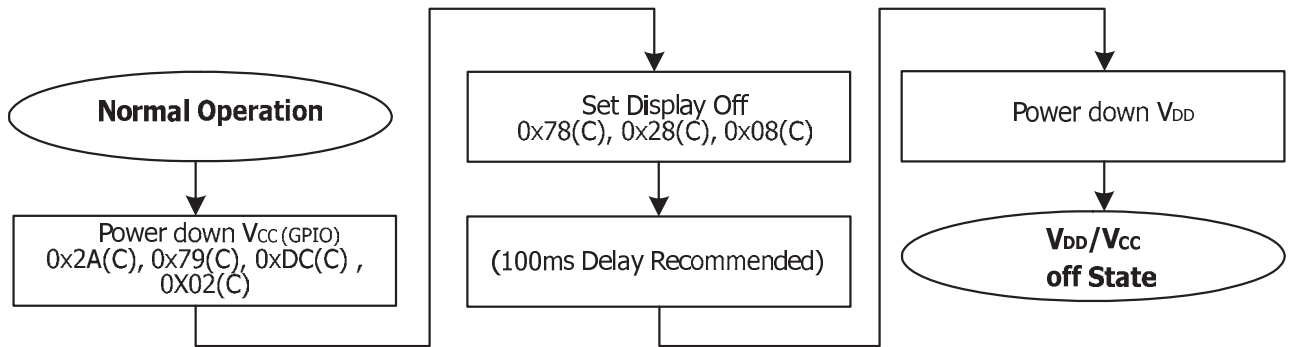 Normal Operation
Power down VCC (GPIO)
0x2A(C), 0x79(C), 0xDC(C) ,
0X02(C)
Set Display Off
0x78(C), 0x28(C), 0x08(C)
(100ms Delay Recommended)
Power down VDD
VDD/VCC
off State